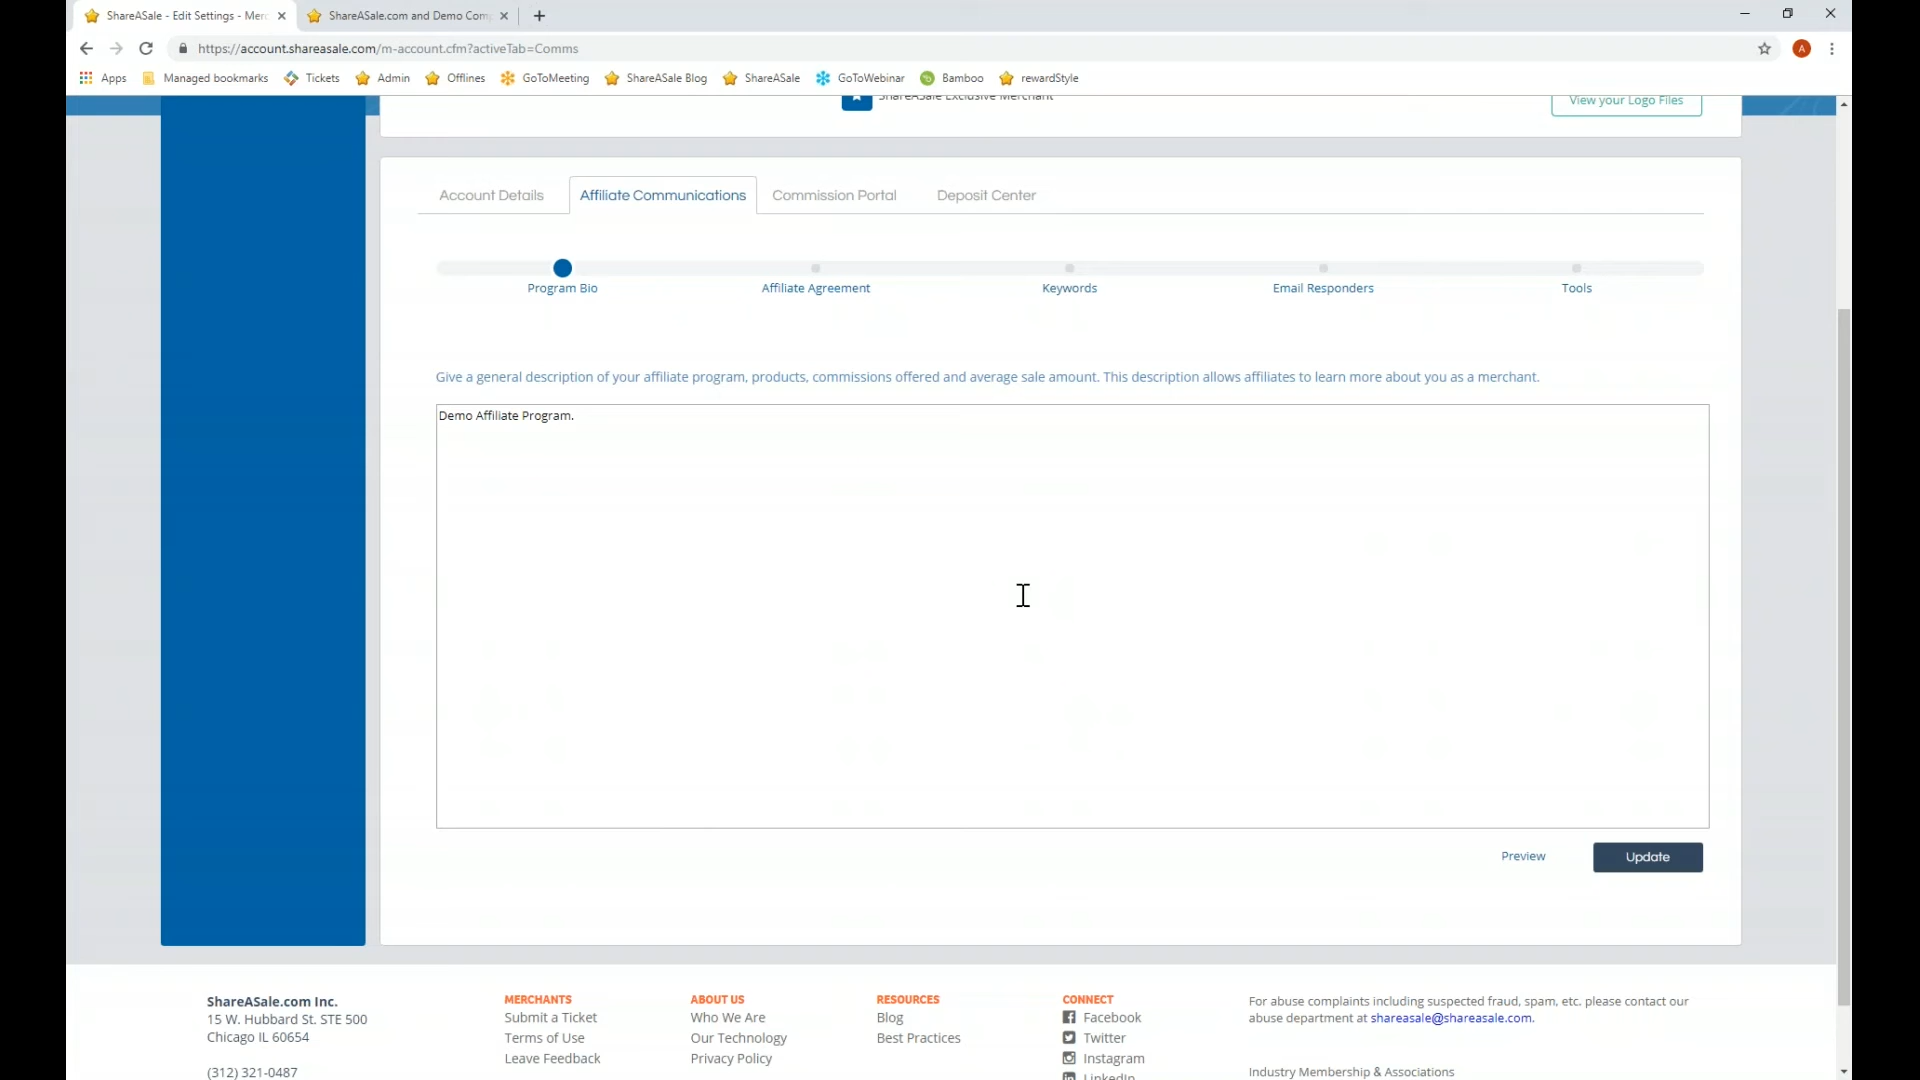 ShareASale - Edit Settings - Merc
ShareASale.com and Demo Com
https://account.shareasale.com/m-account.cfm?activeTab=Comms
A
Apps
Managed bookmarks
Tickets
Admin
Offlines
GoToMeeting
ShareASale Blog
ShareASale
GoToWebinar
Bamboo
rewardStyle
ShareASale Exclusive Merchant
View your Logo Files
Account Details
Affiliate Communications
Commission Portal
Deposit Center
Program Bio
Affiliate Agreement
Keywords
Email Responders
Tools
Give a general description of your affiliate program, products, commissions offered and average sale amount. This description allows affiliates to learn more about you as a merchant.
Demo Affiliate Program.
Preview
Update
ShareASale.com Inc.
15 W. Hubbard St. STE 500
Chicago IL 60654
(312) 321-0487
MERCHANTS
Submit a Ticket
Terms of Use
Leave Feedback
ABOUT US
Who We Are
Our Technology
Privacy Policy
RESOURCES
Blog
Best Practices
CONNECT
Facebook
Twitter
Instagram
LinkedIn
For abuse complaints including suspected fraud, spam, etc. please contact our
abuse department at shareasale@shareasale.com.
Industry Membership & Associations